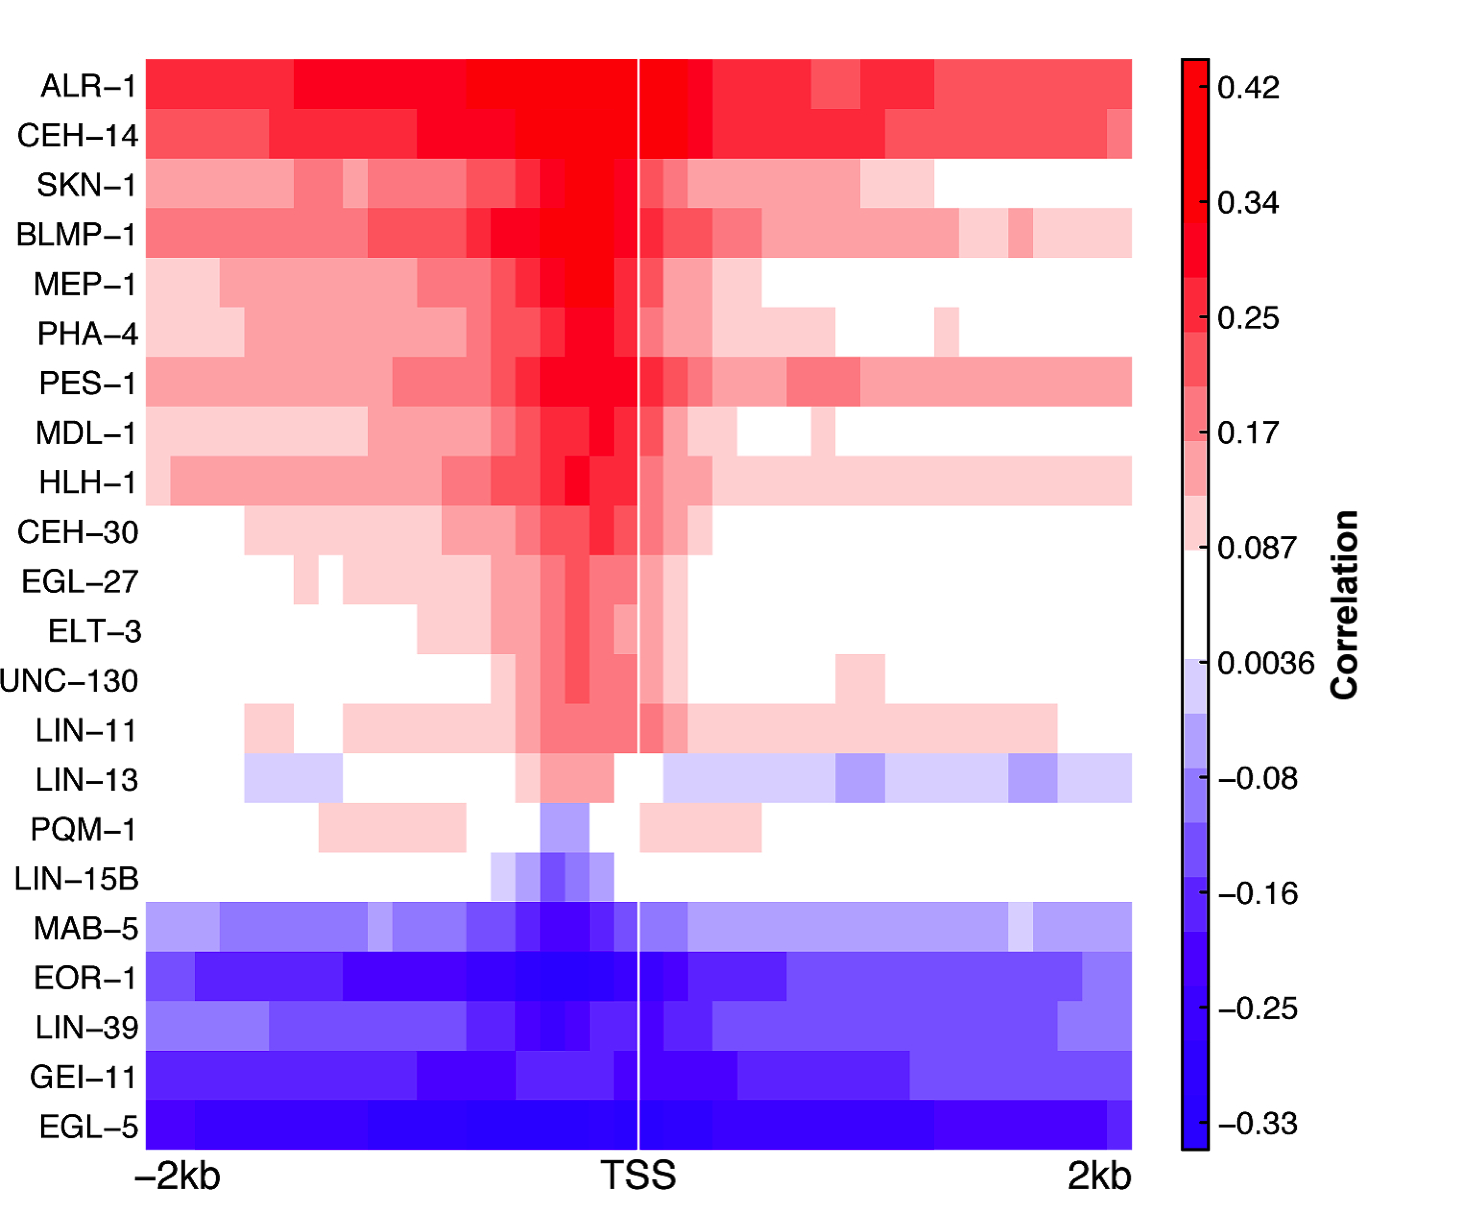 ALR−1
CEH−14
SKN−1
BLMP−1
MEP−1
PHA−4
PES−1
MDL−1
HLH−1
CEH−30
EGL−27
ELT−3
UNC−130
LIN−11
LIN−13
PQM−1
LIN−15B
MAB−5
EOR−1
LIN−39
GEI−11
EGL−5
−2kb
TSS
2kb
0.42
0.34
0.25
0.17
0.087
0.0036
−0.08
−0.16
−0.25
−0.33
Correlation